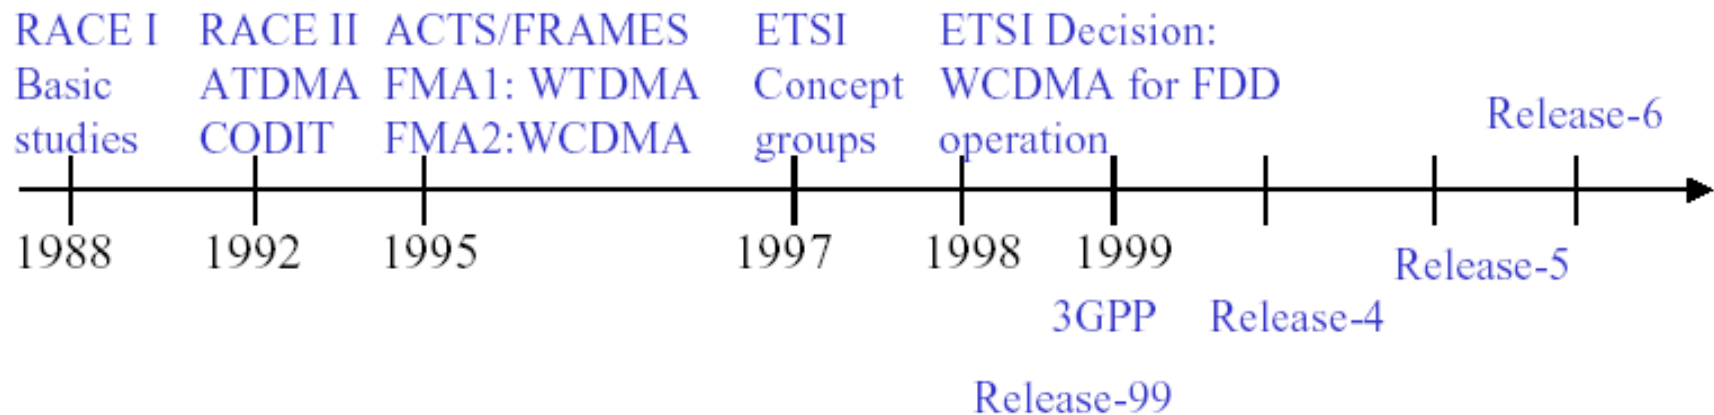 RACE I
Basic
studies
RACE II
ATDMA
CODIT
ACTS/FRAMES
FMA1: WTDMA
FMA2:WCDMA
ETSI
Concept
groups
ETSI Decision:
WCDMA for FDD
operation
Release-6
1988
1992
1995
1997
1998
1999
Release-5
3GPP
Release-4
Release-99